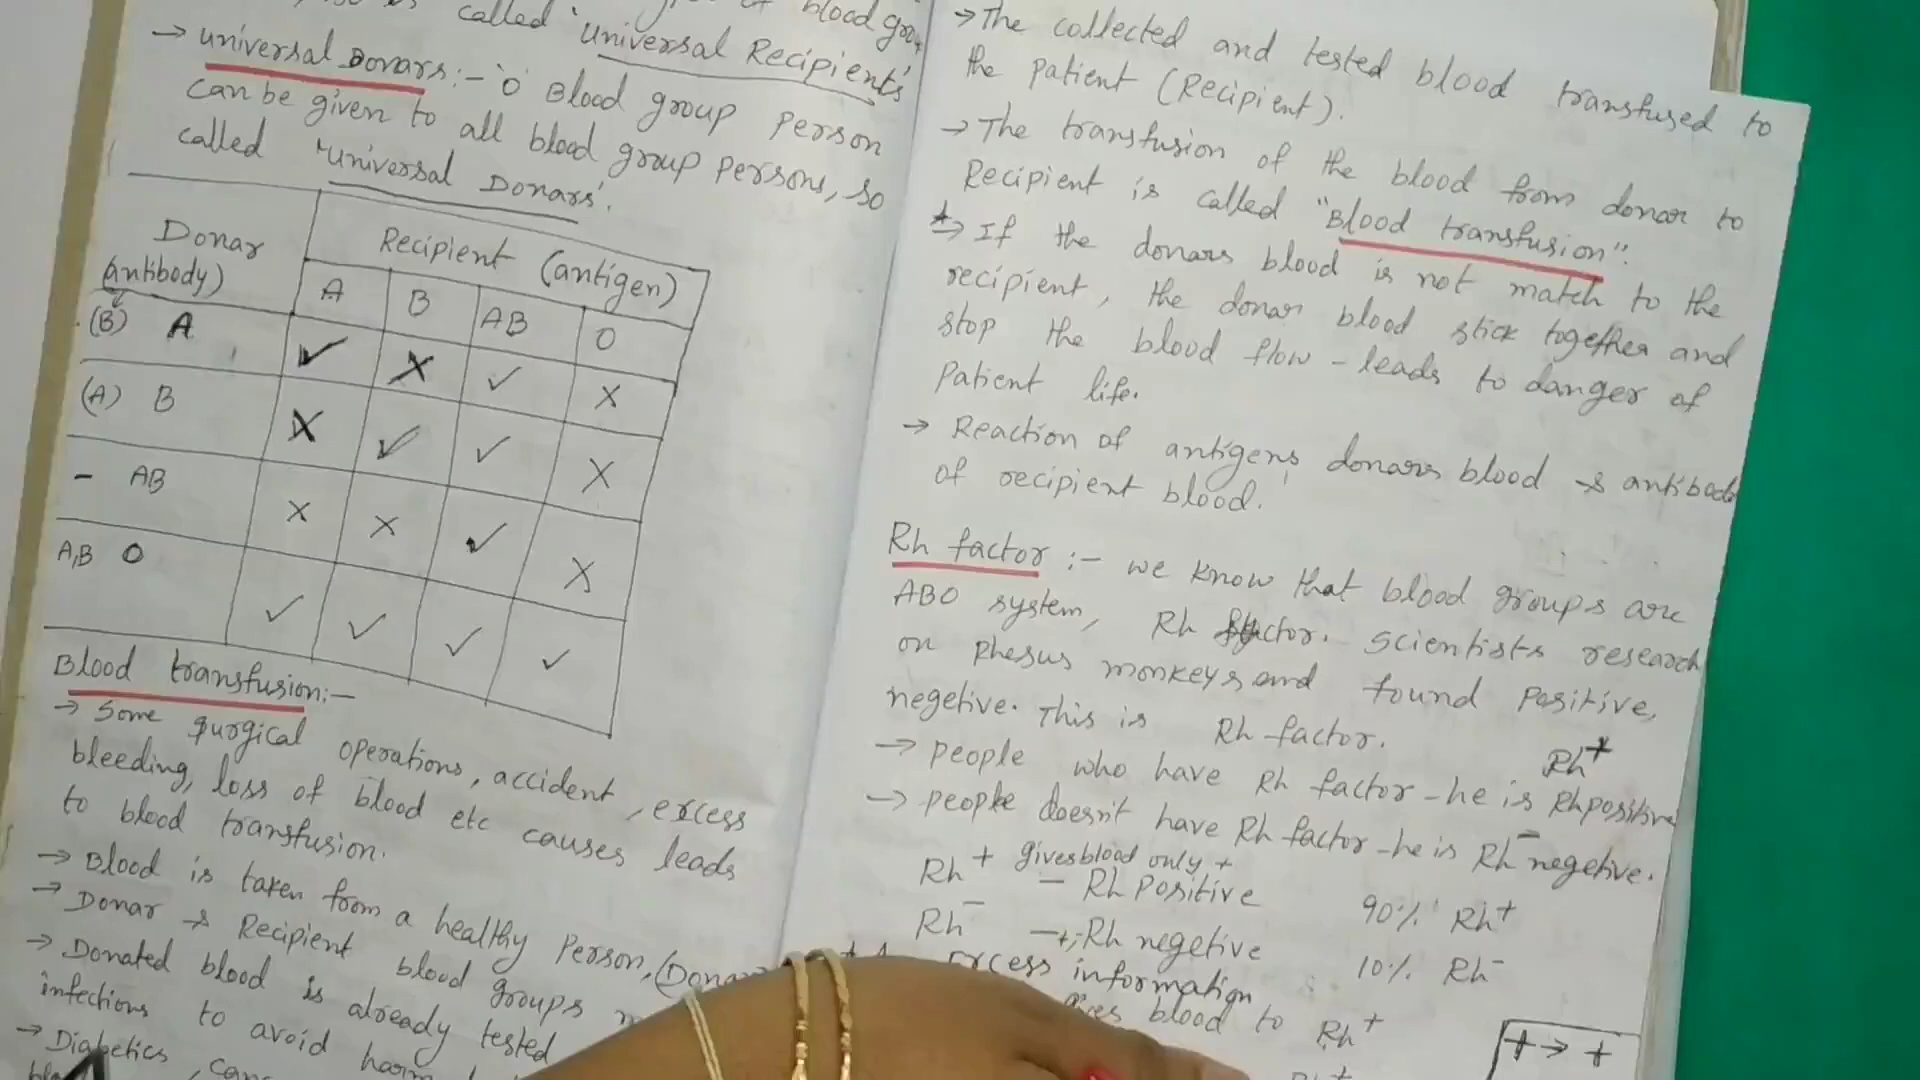 is called 'universal Recipient's
→ universal Donars :- 'O' Blood group person
can be given to all blood group persons, so
called 'universal Donars'.
Donar
(antibody)
Recipient (antigen)
A B AB O
(B) A ✓ X ✓ X
(A) B X ✓ ✓ X
- AB X X ✓ X
A,B O ✓ ✓ ✓ ✓
Blood transfusion:-
→ Some surgical operations, accident, excess
bleeding, loss of blood etc causes leads
to blood transfusion.
→ Blood is taken from a healthy Person, (Donar
→ Donar & Recipient blood groups
→ Donated blood is already tested
infections to avoid harm
→ Diabetics,
→ The collected and tested blood transfused to
the patient (Recipient).
→ The transfusion of the blood from donar to
Recipient is called "Blood transfusion".
→ If the donars blood is not match to the
recipient, the donar blood stick together and
stop the blood flow - leads to danger of
patient life.
→ Reaction of antigens donars blood & antibod
of recipient blood.
Rh factor :- we know that blood groups are
ABO system, Rh factor. Scientists research
on Rhesus monkeys and found Positive,
negetive. This is Rh factor.
Rh+
→ people who have Rh factor - he is Rh positive
→ people doesn't have Rh factor - he is Rh- negetive.
Rh+ gives blood only +
- Rh Positive 90% Rh+
Rh- -+,- Rh negetive 10% Rh-
Excess information
gives blood to Rh+
+ → +